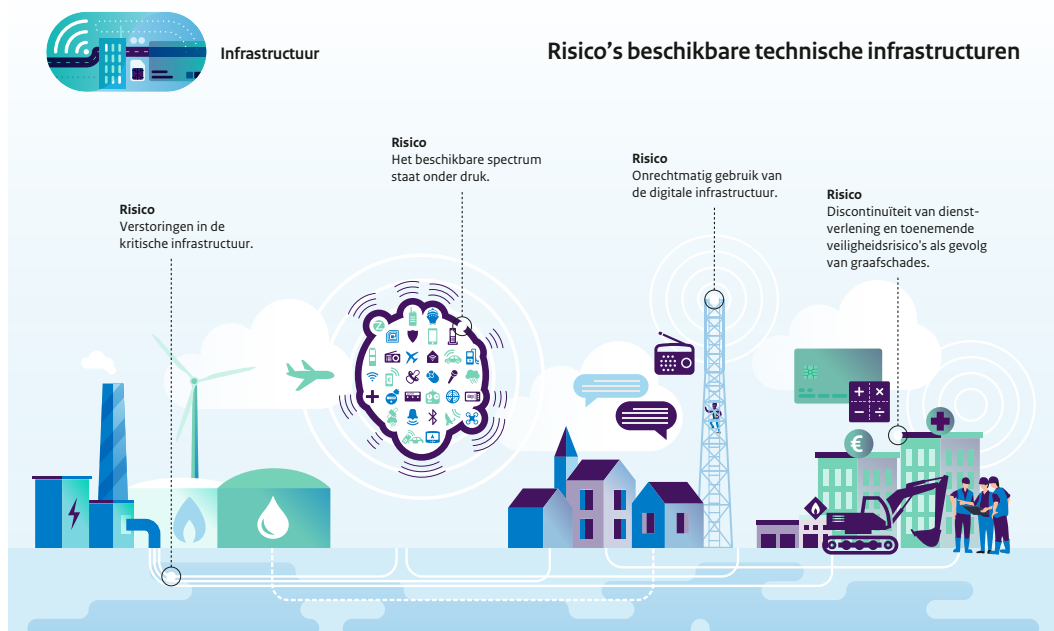 Infrastructuur
Risico's beschikbare technische infrastructuren
Risico
Verstoringen in de
kritische infrastructuur.
Risico
Het beschikbare spectrum
staat onder druk.
Risico
Onrechtmatig gebruik van
de digitale infrastructuur.
Risico
Discontinuïteit van dienst-
verlening en toenemende
veiligheidsrisico's als gevolg
van graafschades.